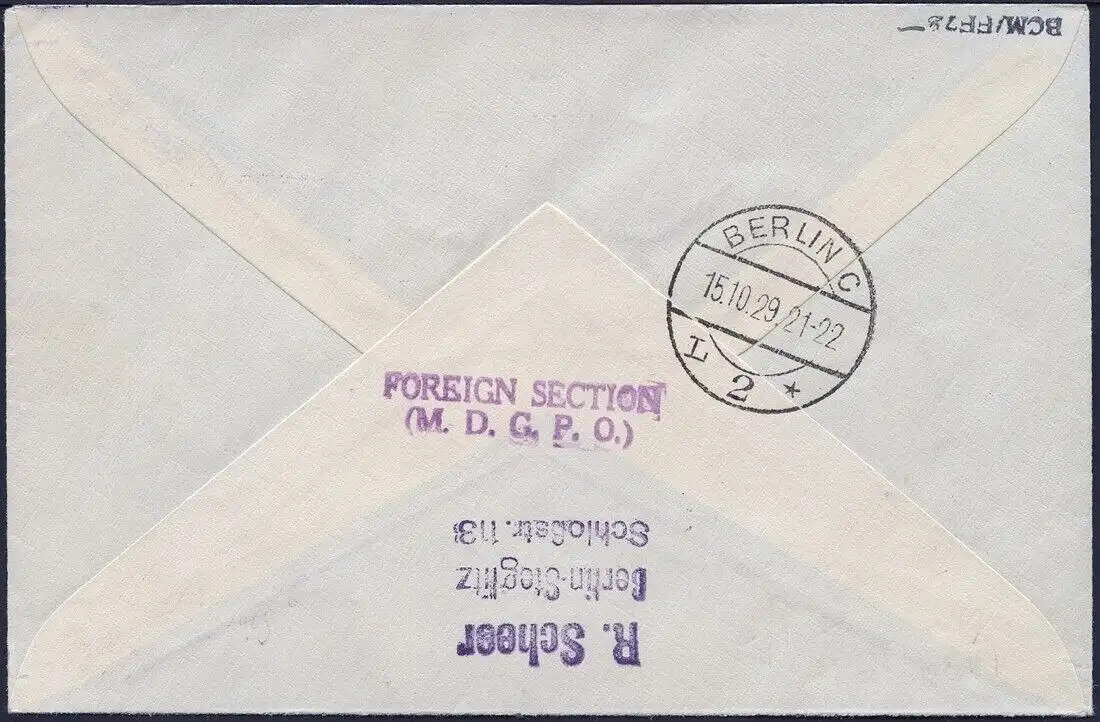 BCM/FF78
BERLIN C
15.10.29.21-22
L 2 *
FOREIGN SECTION
(M. D. G. P. O.)
R. Scheer
Berlin-Steglitz
Schloßstr. 113